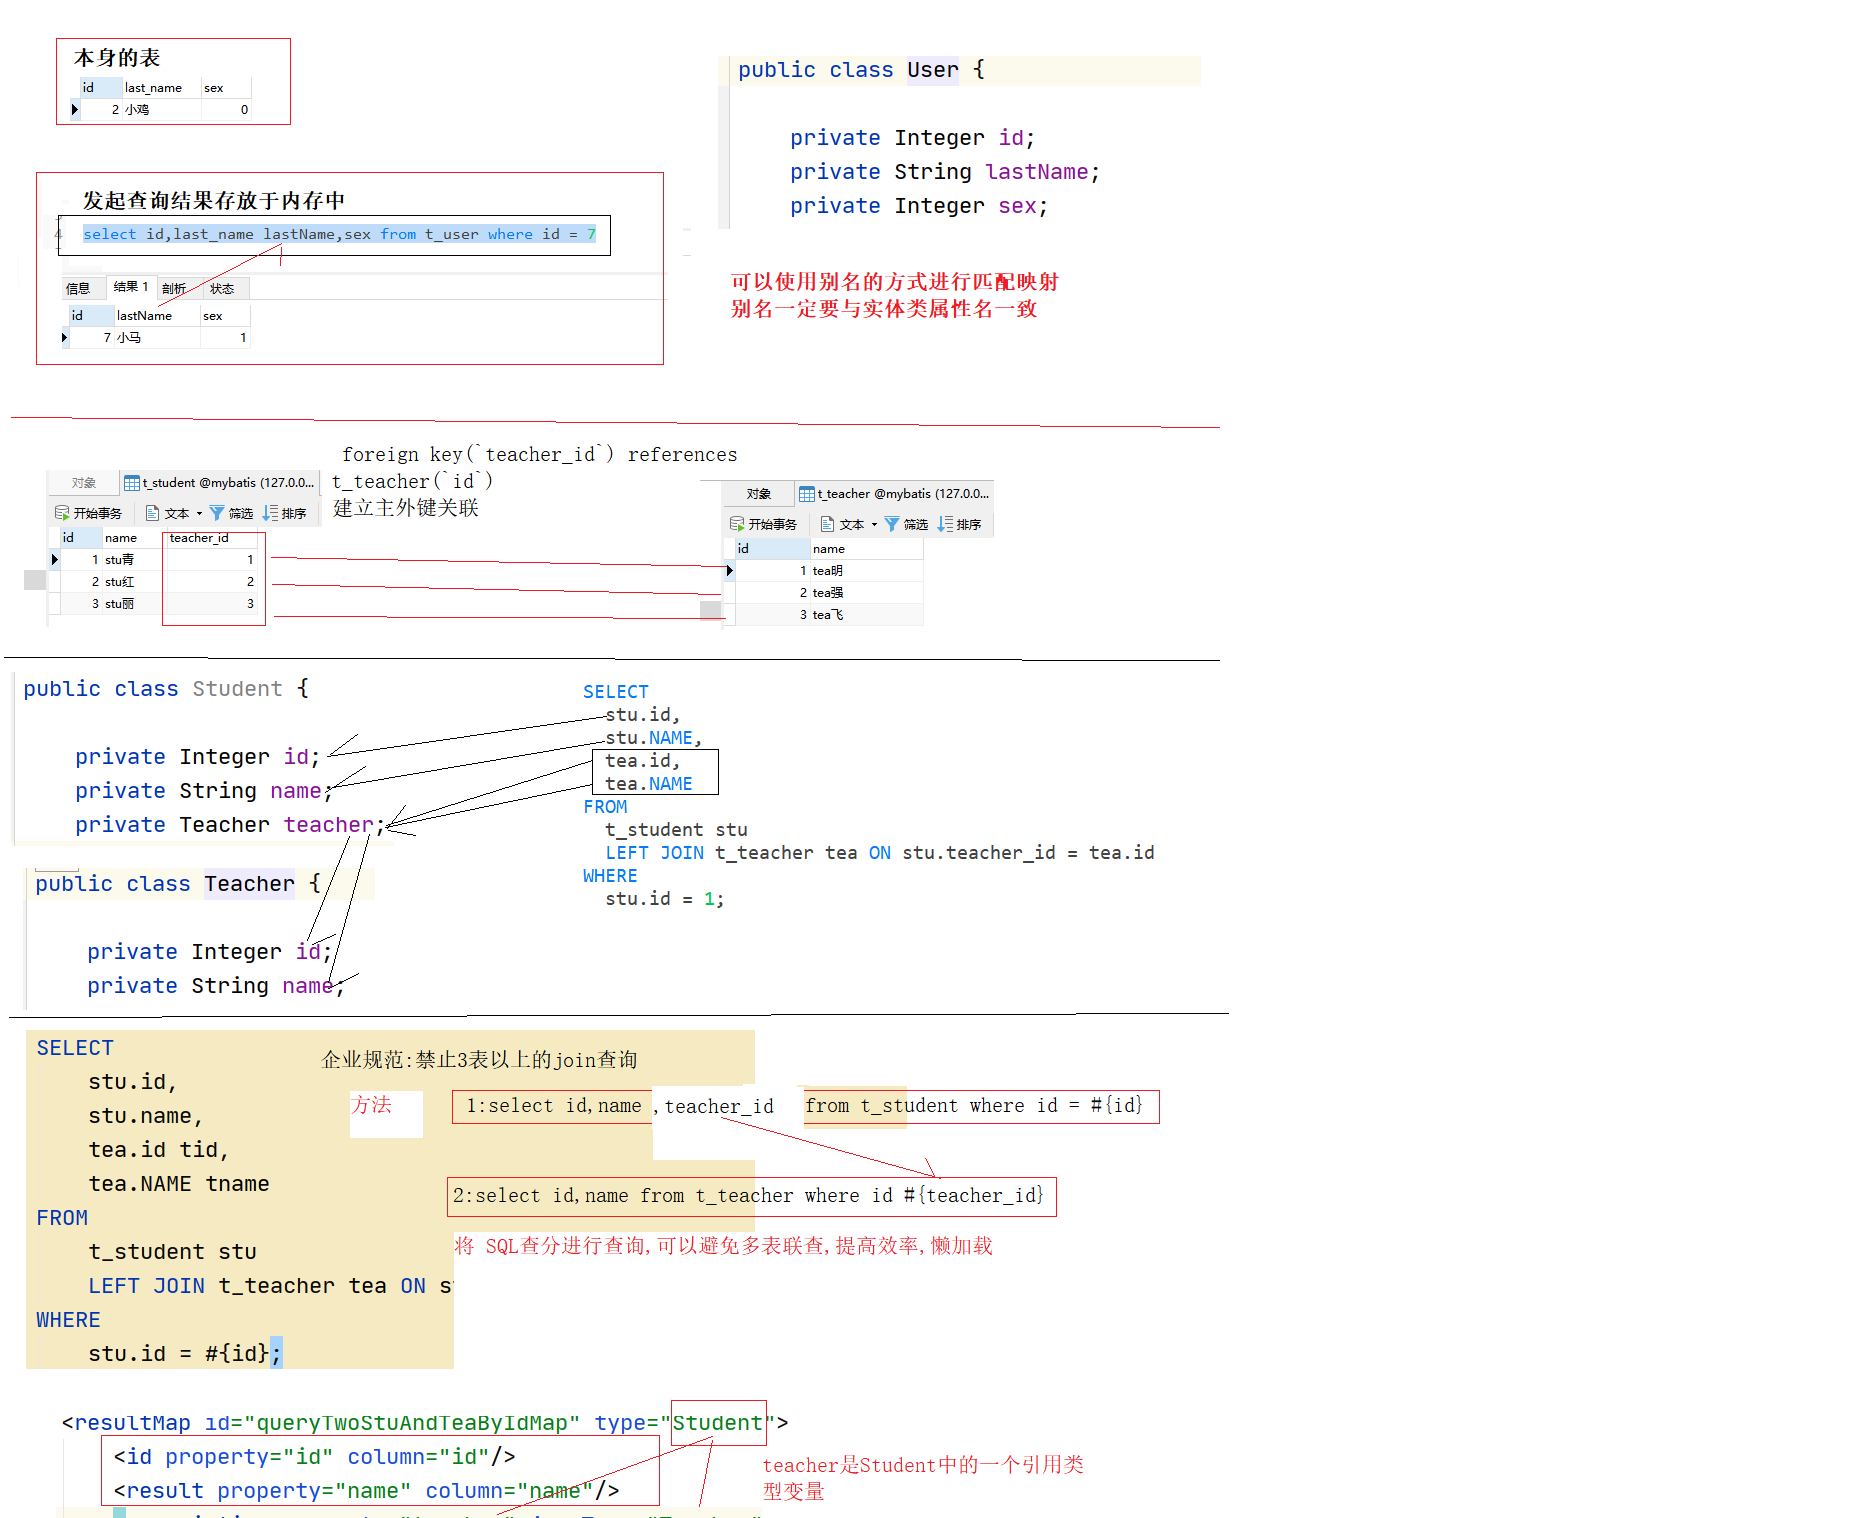 本身的表
id last_name sex
2 小鸡 0
发起查询结果存放于内存中
4 select id,last_name lastName,sex from t_user where id = 7
信息 结果 1 剖析 状态
id lastName sex
7 小马 1
public class User {
private Integer id;
private String lastName;
private Integer sex;
可以使用别名的方式进行匹配映射
别名一定要与实体类属性名一致
foreign key(`teacher_id`) references
t_teacher(`id`)
建立主外键关联
对象 t_student @mybatis (127.0.0...
开始事务 文本 筛选 排序
id name teacher_id
1 stu青 1
2 stu红 2
3 stu丽 3
对象 t_teacher @mybatis (127.0.0...
开始事务 文本 筛选 排序
id name
1 tea明
2 tea强
3 tea飞
public class Student {
private Integer id;
private String name;
private Teacher teacher;
public class Teacher {
private Integer id;
private String name;
SELECT
stu.id,
stu.NAME,
tea.id,
tea.NAME
FROM
t_student stu
LEFT JOIN t_teacher tea ON stu.teacher_id = tea.id
WHERE
stu.id = 1;
SELECT
stu.id,
stu.name,
tea.id tid,
tea.NAME tname
FROM
t_student stu
LEFT JOIN t_teacher tea ON s
WHERE
stu.id = #{id};
企业规范:禁止3表以上的join查询
方法
1:select id,name ,teacher_id from t_student where id = #{id}
2:select id,name from t_teacher where id #{teacher_id}
将 SQL查分进行查询,可以避免多表联查,提高效率,懒加载
<resultMap id="queryTwoStuAndTeaByIdMap" type="Student">
<id property="id" column="id"/>
<result property="name" column="name"/>
teacher是Student中的一个引用类
型变量